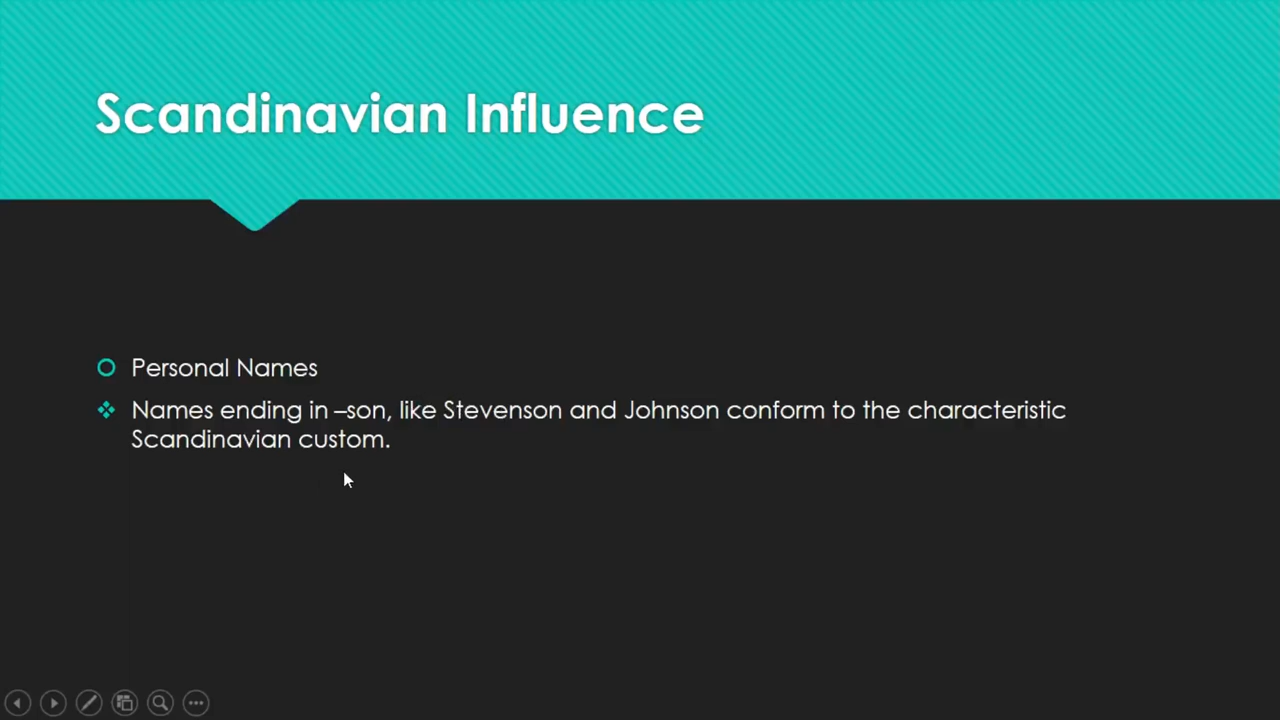 Scandinavian Influence
Personal Names
Names ending in –son, like Stevenson and Johnson conform to the characteristic
Scandinavian custom.